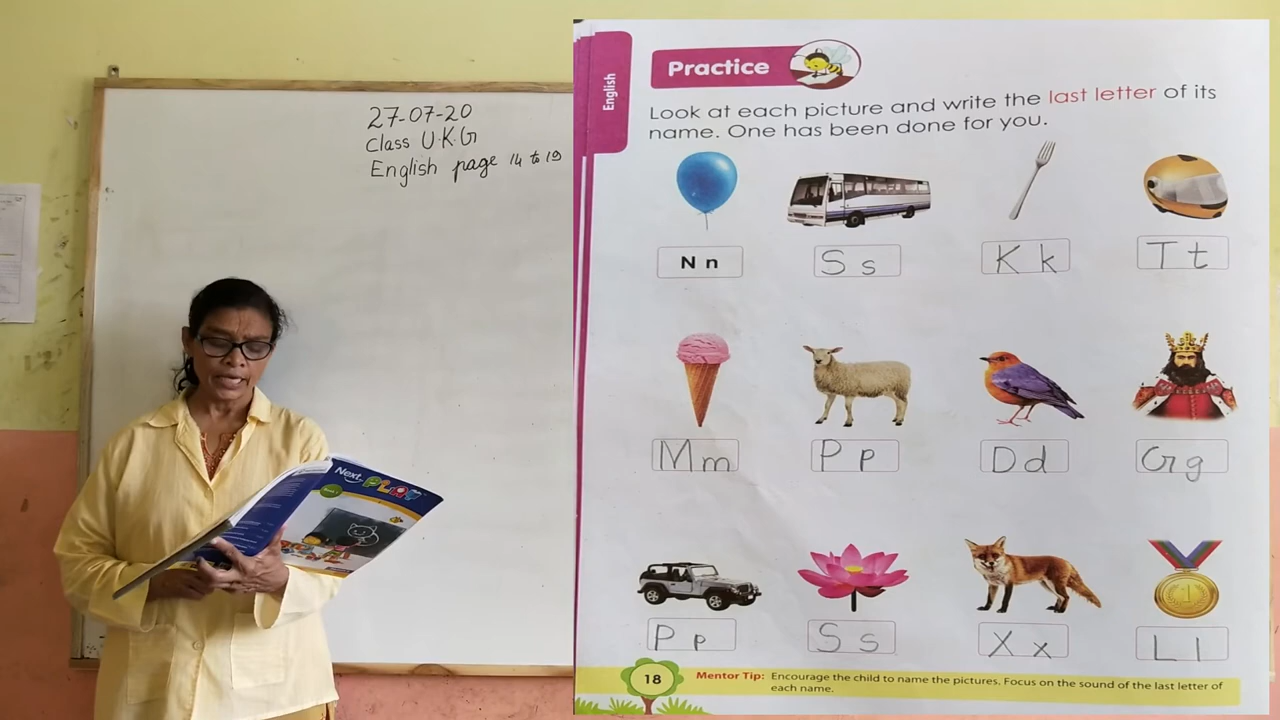 27-07-20
Class U.K.G
English page 14 to 19
Next
PLAY
English
Practice
Look at each picture and write the last letter of its
name. One has been done for you.
N n
S s
K k
T t
M m
P p
D d
G g
P p
S s
X x
L l
18
Mentor Tip: Encourage the child to name the pictures. Focus on the sound of the last letter of
each name.